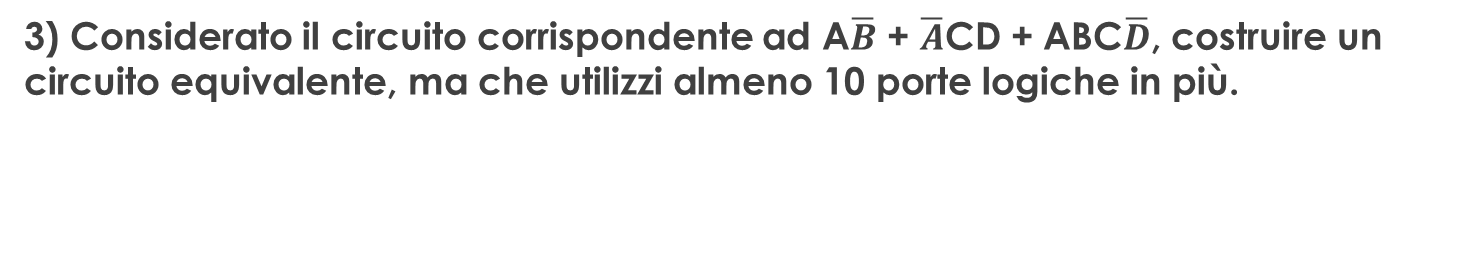 3) Considerato il circuito corrispondente ad AB̅ + A̅CD + ABCD̅, costruire un
circuito equivalente, ma che utilizzi almeno 10 porte logiche in più.